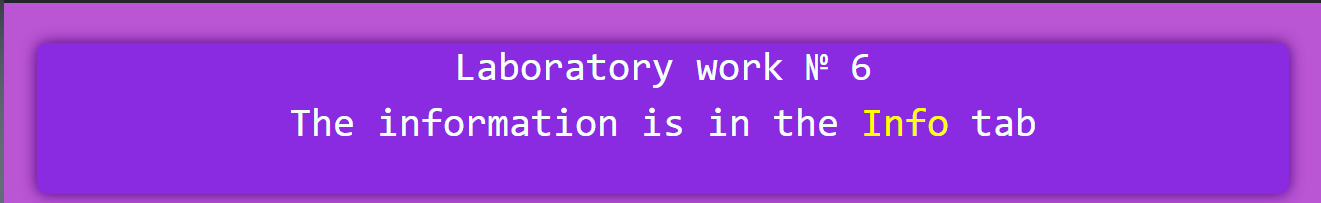 Laboratory work № 6
The information is in the Info tab